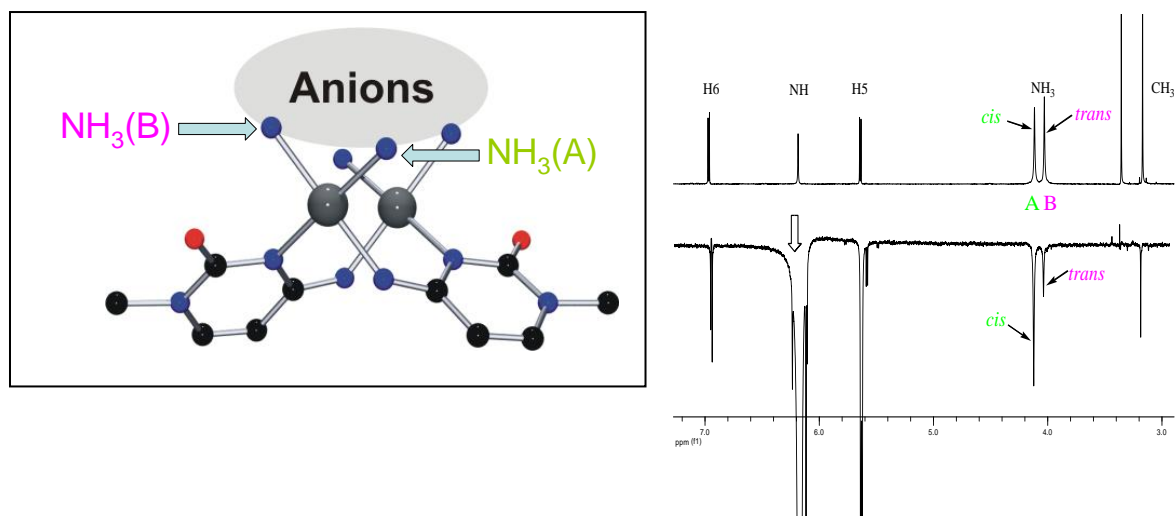 Anions
NH3(B)
NH3(A)
H6
NH
H5
NH3
CH3
cis
trans
A B
trans
cis
7.0
6.0
5.0
4.0
3.0
ppm (f1)